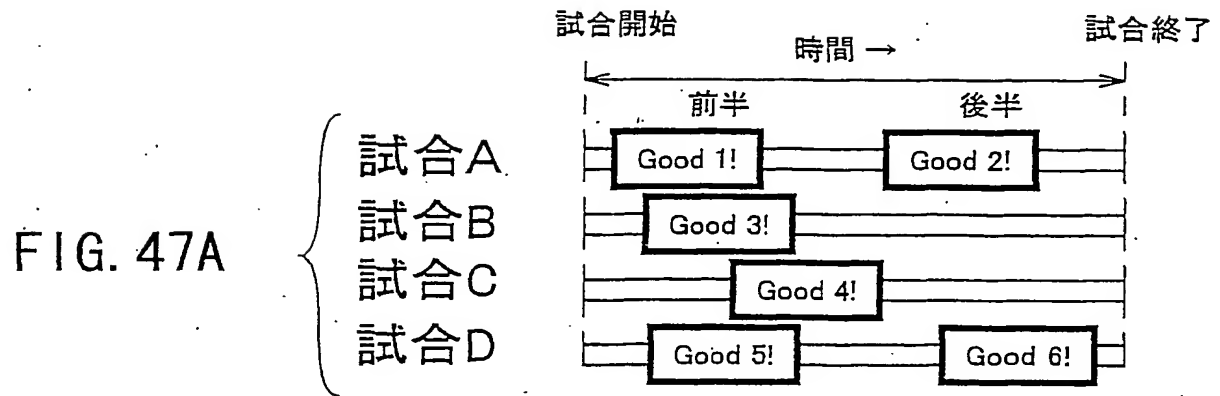 試合開始
試合終了
時間 →
前半
後半
FIG. 47A
試合A
Good 1!
Good 2!
試合B
Good 3!
試合C
Good 4!
試合D
Good 5!
Good 6!